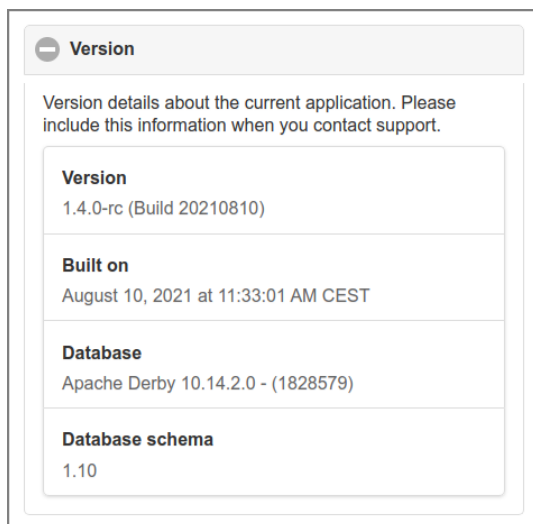 Version
Version details about the current application. Please
include this information when you contact support.
Version
1.4.0-rc (Build 20210810)
Built on
August 10, 2021 at 11:33:01 AM CEST
Database
Apache Derby 10.14.2.0 - (1828579)
Database schema
1.10